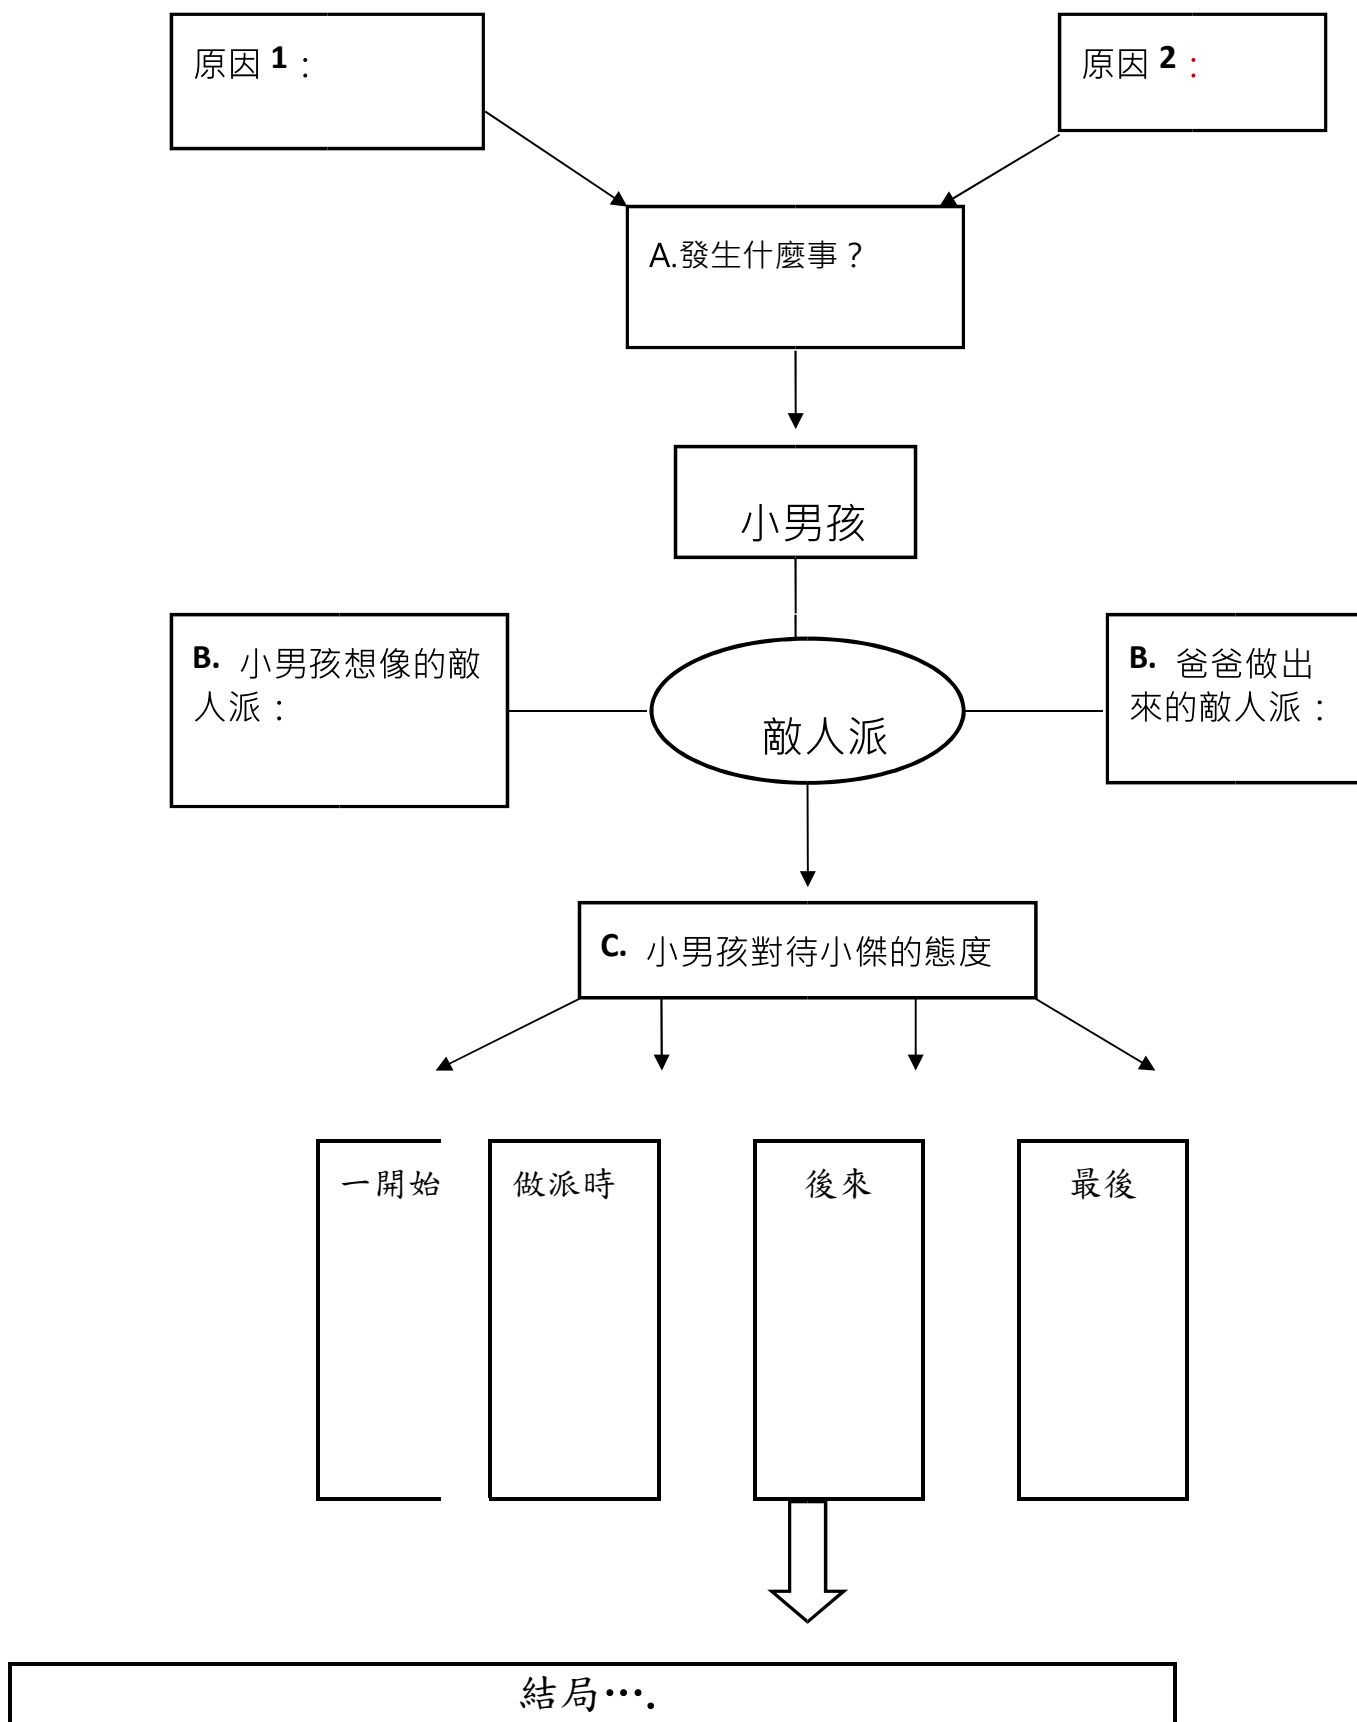 原因 1：
原因 2：
A.發生什麼事？
小男孩
B. 小男孩想像的敵
人派：
敵人派
B. 爸爸做出
來的敵人派：
C. 小男孩對待小傑的態度
一開始
做派時
後來
最後
結局….